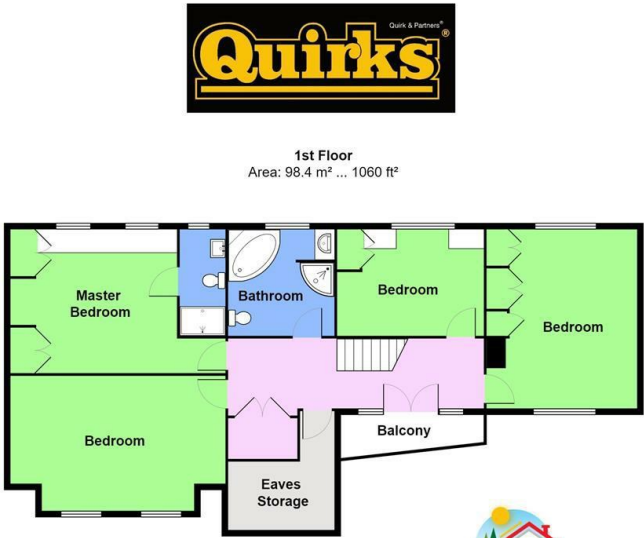 Quirk & Partners®
Quirks®
1st Floor
Area: 98.4 m² ... 1060 ft²
Master
Bedroom
Bathroom
Bedroom
Bedroom
Bedroom
Balcony
Eaves
Storage